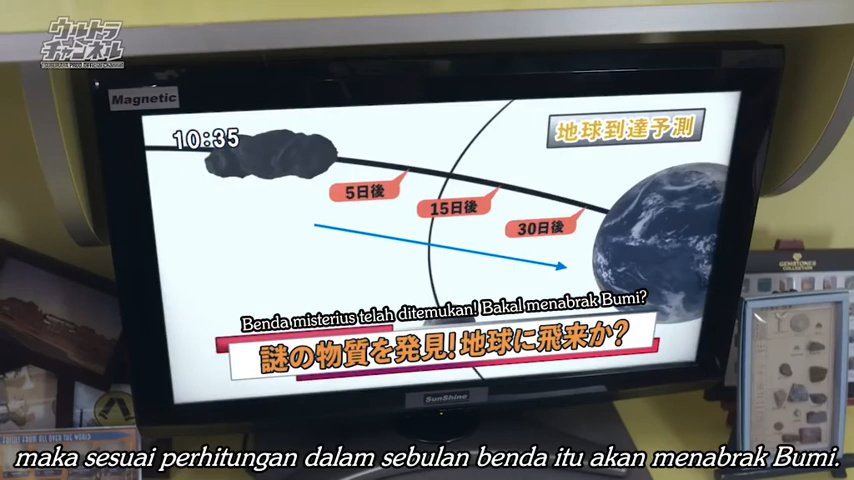 ウルトラ
チャンネル
Magnetic
10:35
地球到達予測
5日後
15日後
30日後
GEMSTONES
COLLECTION
Benda misterius telah ditemukan! Bakal menabrak Bumi?
謎の物質を発見!地球に飛来か?
SunShine
maka sesuai perhitungan dalam sebulan benda itu akan menabrak Bumi.